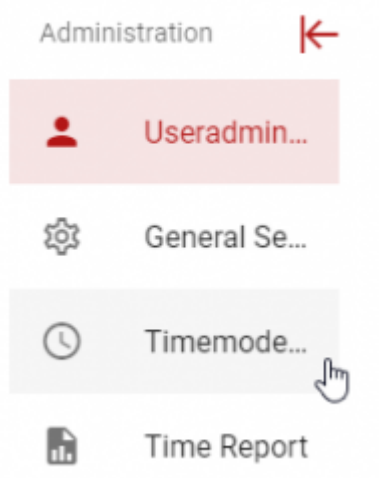 Administration
Useradmin...
General Se...
Timemode...
Time Report